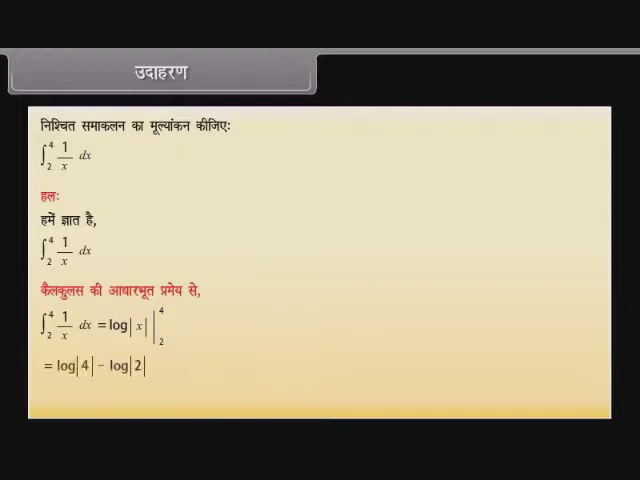 उदाहरण
निश्चित समाकलन का मूल्यांकन कीजिए:
∫₂⁴ 1/x dx
हल:
हमें ज्ञात है,
∫₂⁴ 1/x dx
कैलकुलस की आधारभूत प्रमेय से,
∫₂⁴ 1/x dx = log|x| |₂⁴
= log|4| − log|2|